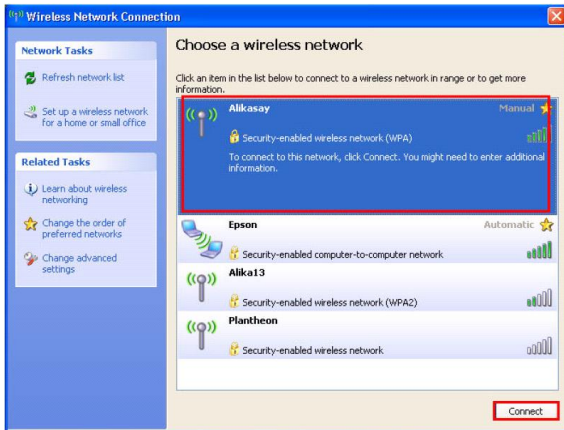 Wireless Network Connection
Network Tasks
Refresh network list
Set up a wireless network
for a home or small office
Related Tasks
Learn about wireless
networking
Change the order of
preferred networks
Change advanced
settings
Choose a wireless network
Click an item in the list below to connect to a wireless network in range or to get more
information.
Alikasay Manual
Security-enabled wireless network (WPA)
To connect to this network, click Connect. You might need to enter additional
information.
Epson Automatic
Security-enabled computer-to-computer network
Alika13
Security-enabled wireless network (WPA2)
Plantheon
Security-enabled wireless network
Connect